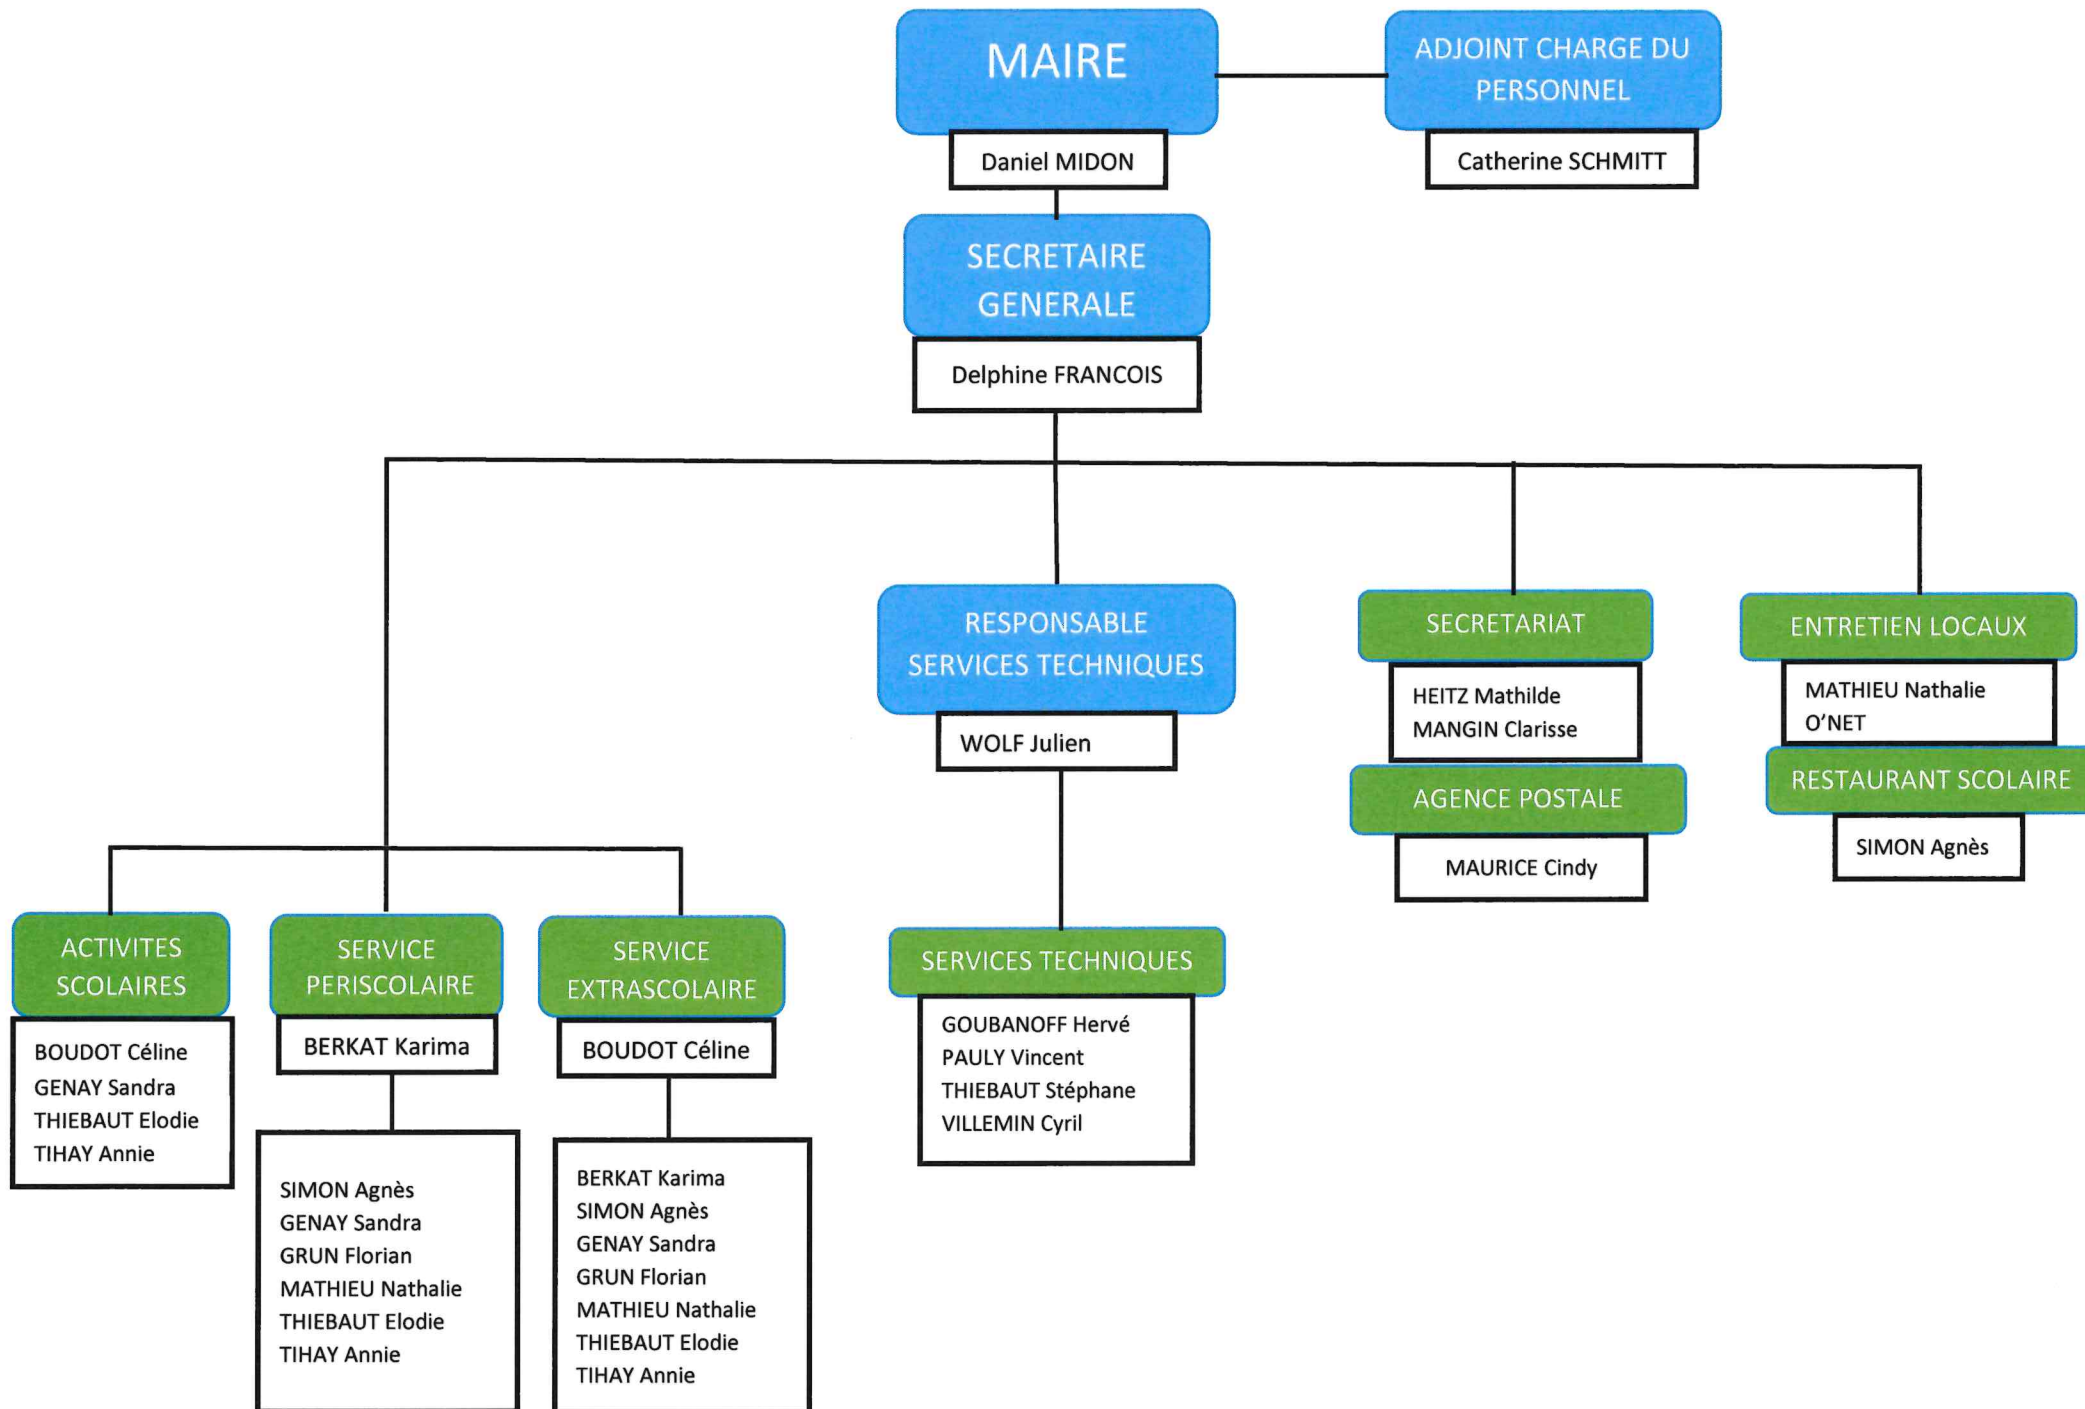 MAIRE
ADJOINT CHARGE DU
PERSONNEL
Daniel MIDON
Catherine SCHMITT
SECRETAIRE
GENERALE
Delphine FRANCOIS
RESPONSABLE
SERVICES TECHNIQUES
WOLF Julien
SECRETARIAT
HEITZ Mathilde
MANGIN Clarisse
AGENCE POSTALE
MAURICE Cindy
ENTRETIEN LOCAUX
MATHIEU Nathalie
O'NET
RESTAURANT SCOLAIRE
SIMON Agnès
ACTIVITES
SCOLAIRES
BOUDOT Céline
GENAY Sandra
THIEBAUT Elodie
TIHAY Annie
SERVICE
PERISCOLAIRE
BERKAT Karima
SIMON Agnès
GENAY Sandra
GRUN Florian
MATHIEU Nathalie
THIEBAUT Elodie
TIHAY Annie
SERVICE
EXTRASCOLAIRE
BOUDOT Céline
BERKAT Karima
SIMON Agnès
GENAY Sandra
GRUN Florian
MATHIEU Nathalie
THIEBAUT Elodie
TIHAY Annie
SERVICES TECHNIQUES
GOUBANOFF Hervé
PAULY Vincent
THIEBAUT Stéphane
VILLEMIN Cyril